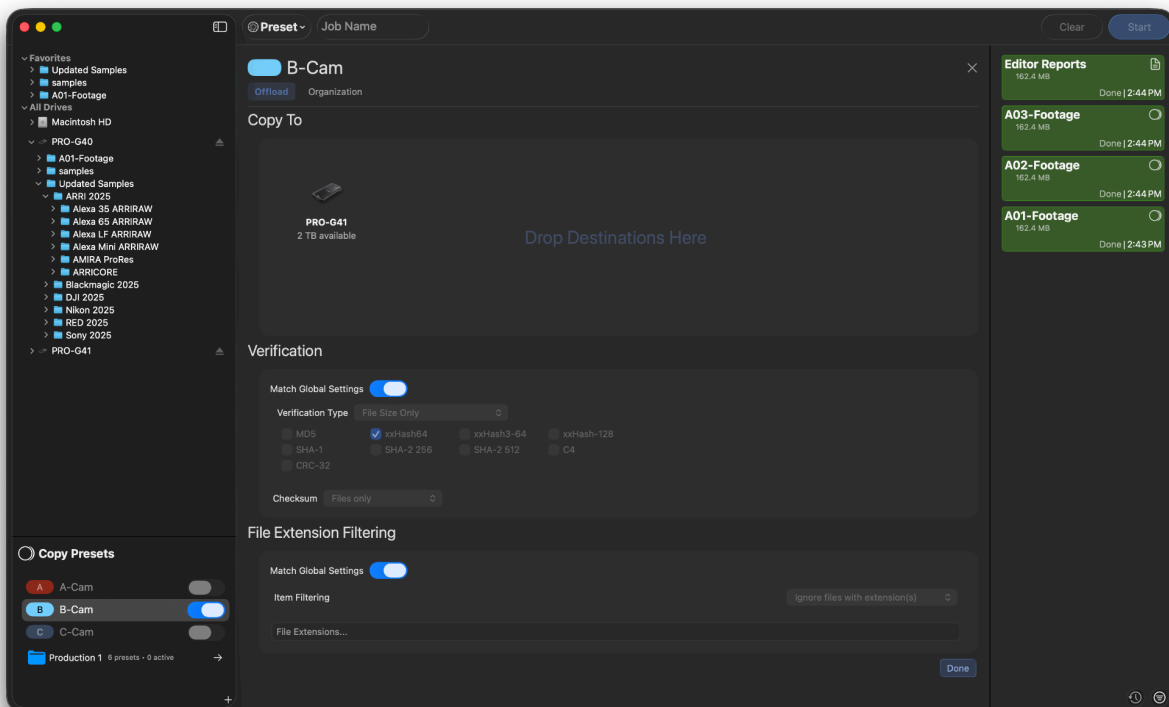 Preset
Job Name
Clear
Start
Favorites
Updated Samples
samples
A01-Footage
All Drives
Macintosh HD
PRO-G40
A01-Footage
samples
Updated Samples
ARRI 2025
Alexa 35 ARRIRAW
Alexa 65 ARRIRAW
Alexa LF ARRIRAW
Alexa Mini ARRIRAW
AMIRA ProRes
ARRICORE
Blackmagic 2025
DJI 2025
Nikon 2025
RED 2025
Sony 2025
PRO-G41
Copy Presets
A A-Cam
B B-Cam
C C-Cam
Production 1 6 presets • 0 active
B-Cam
Offload Organization
Copy To
PRO-G41
2 TB available
Drop Destinations Here
Verification
Match Global Settings
Verification Type File Size Only
MD5 xxHash64 xxHash3-64 xxHash-128
SHA-1 SHA-2 256 SHA-2 512 C4
CRC-32
Checksum Files only
File Extension Filtering
Match Global Settings
Item Filtering Ignore files with extension(s)
File Extensions...
Done
Editor Reports
162.4 MB
Done | 2:44 PM
A03-Footage
162.4 MB
Done | 2:44 PM
A02-Footage
162.4 MB
Done | 2:44 PM
A01-Footage
162.4 MB
Done | 2:43 PM